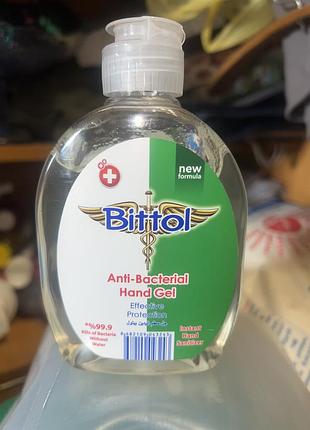 new
formula
Bittol
Anti-Bacterial
Hand Gel
Effective
Protection
*%99.9
Kills of Bacteria
Without
Water
Instant
Hand
Sanitizer